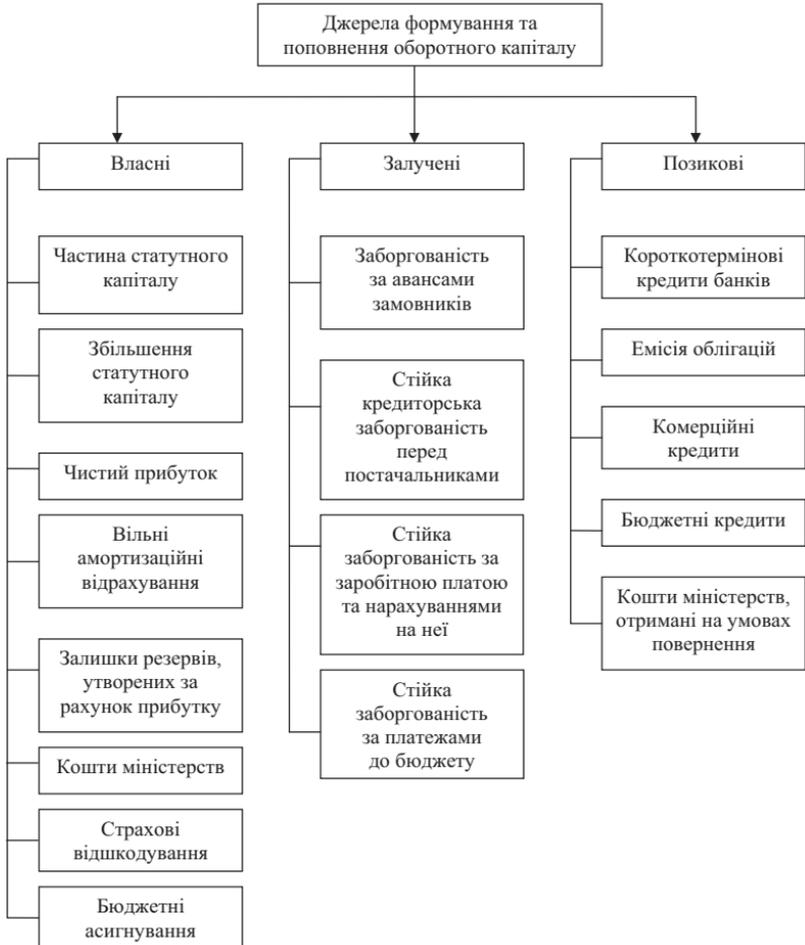 Джерела формування та
поповнення оборотного капіталу
Власні
Частина статутного
капіталу
Збільшення
статутного
капіталу
Чистий прибуток
Вільні
амортизаційні
відрахування
Залишки резервів,
утворених за
рахунок прибутку
Кошти міністерств
Страхові
відшкодування
Бюджетні
асигнування
Залучені
Заборгованість
за авансами
замовників
Стійка
кредиторська
заборгованість
перед
постачальниками
Стійка
заборгованість за
заробітною платою
та нарахуваннями
на неї
Стійка
заборгованість
за платежами
до бюджету
Позикові
Короткотермінові
кредити банків
Емісія облігацій
Комерційні
кредити
Бюджетні кредити
Кошти міністерств,
отримані на умовах
повернення